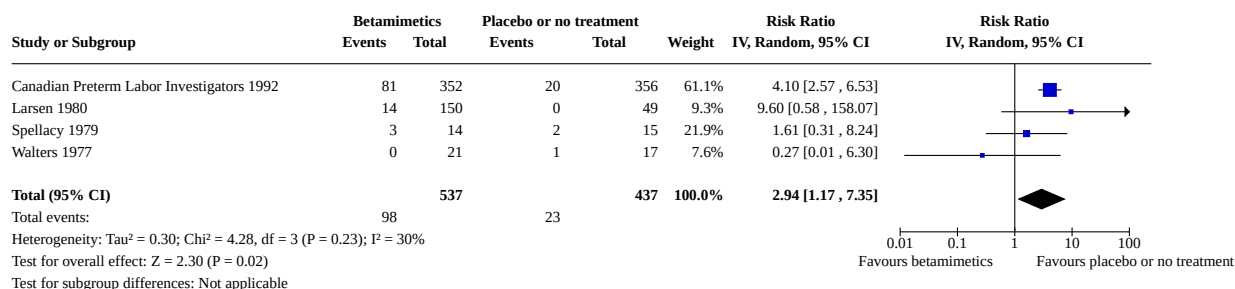 Betamimetics Placebo or no treatment Risk Ratio Risk Ratio
Study or Subgroup Events Total Events Total Weight IV, Random, 95% CI IV, Random, 95% CI
Canadian Preterm Labor Investigators 1992 81 352 20 356 61.1% 4.10 [2.57 , 6.53]
Larsen 1980 14 150 0 49 9.3% 9.60 [0.58 , 158.07]
Spellacy 1979 3 14 2 15 21.9% 1.61 [0.31 , 8.24]
Walters 1977 0 21 1 17 7.6% 0.27 [0.01 , 6.30]
Total (95% CI) 537 437 100.0% 2.94 [1.17 , 7.35]
Total events: 98 23
Heterogeneity: Tau² = 0.30; Chi² = 4.28, df = 3 (P = 0.23); I² = 30%
0.01 0.1 1 10 100
Test for overall effect: Z = 2.30 (P = 0.02) Favours betamimetics Favours placebo or no treatment
Test for subgroup differences: Not applicable